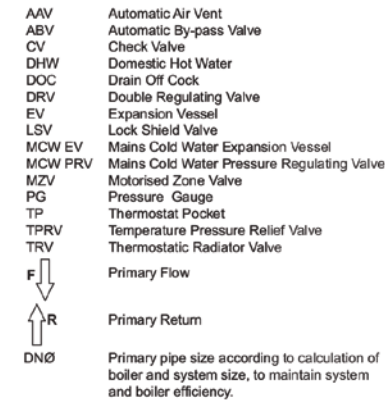 AAV Automatic Air Vent
ABV Automatic By-pass Valve
CV Check Valve
DHW Domestic Hot Water
DOC Drain Off Cock
DRV Double Regulating Valve
EV Expansion Vessel
LSV Lock Shield Valve
MCW EV Mains Cold Water Expansion Vessel
MCW PRV Mains Cold Water Pressure Regulating Valve
MZV Motorised Zone Valve
PG Pressure Gauge
TP Thermostat Pocket
TPRV Temperature Pressure Relief Valve
TRV Thermostatic Radiator Valve
F Primary Flow
R Primary Return
DNØ Primary pipe size according to calculation of
boiler and system size, to maintain system
and boiler efficiency.